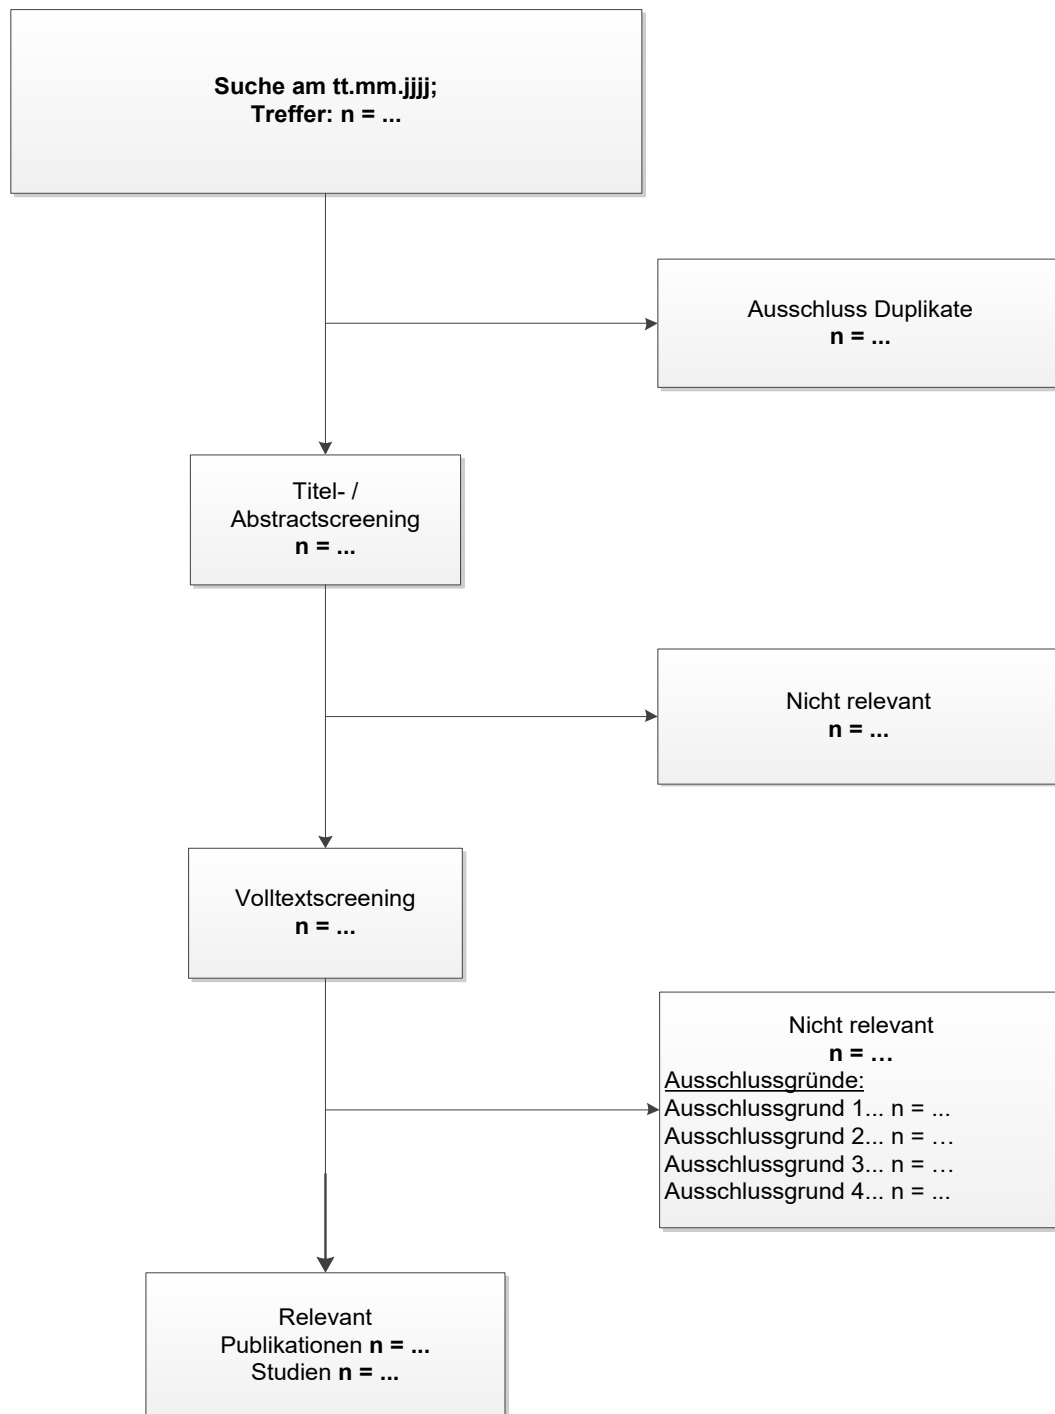 Suche am tt.mm.jjjj;
Treffer: n = ...
Ausschluss Duplikate
n = ...
Titel- /
Abstractscreening
n = ...
Nicht relevant
n = ...
Volltextscreening
n = ...
Nicht relevant
n = …
Ausschlussgründe:
Ausschlussgrund 1... n = ...
Ausschlussgrund 2... n = …
Ausschlussgrund 3... n = …
Ausschlussgrund 4... n = ...
Relevant
Publikationen n = ...
Studien n = ...